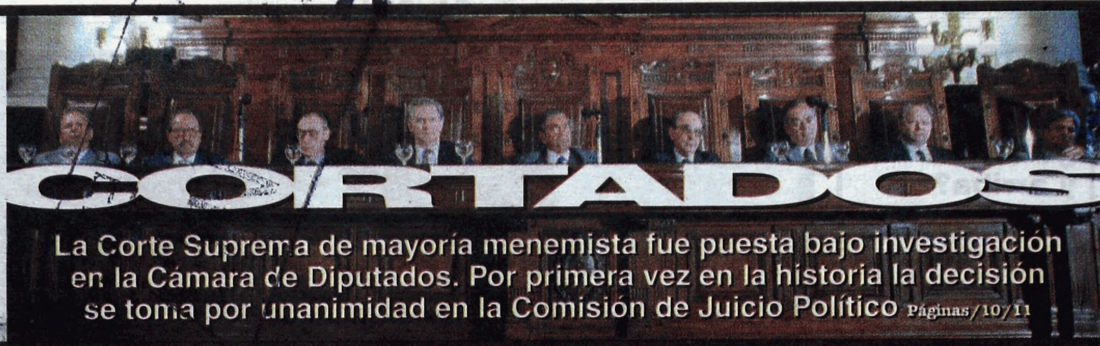 CORTADOS
La Corte Suprema de mayoría menemista fue puesta bajo investigación
en la Cámara de Diputados. Por primera vez en la historia la decisión
se toma por unanimidad en la Comisión de Juicio Político Páginas/10/11